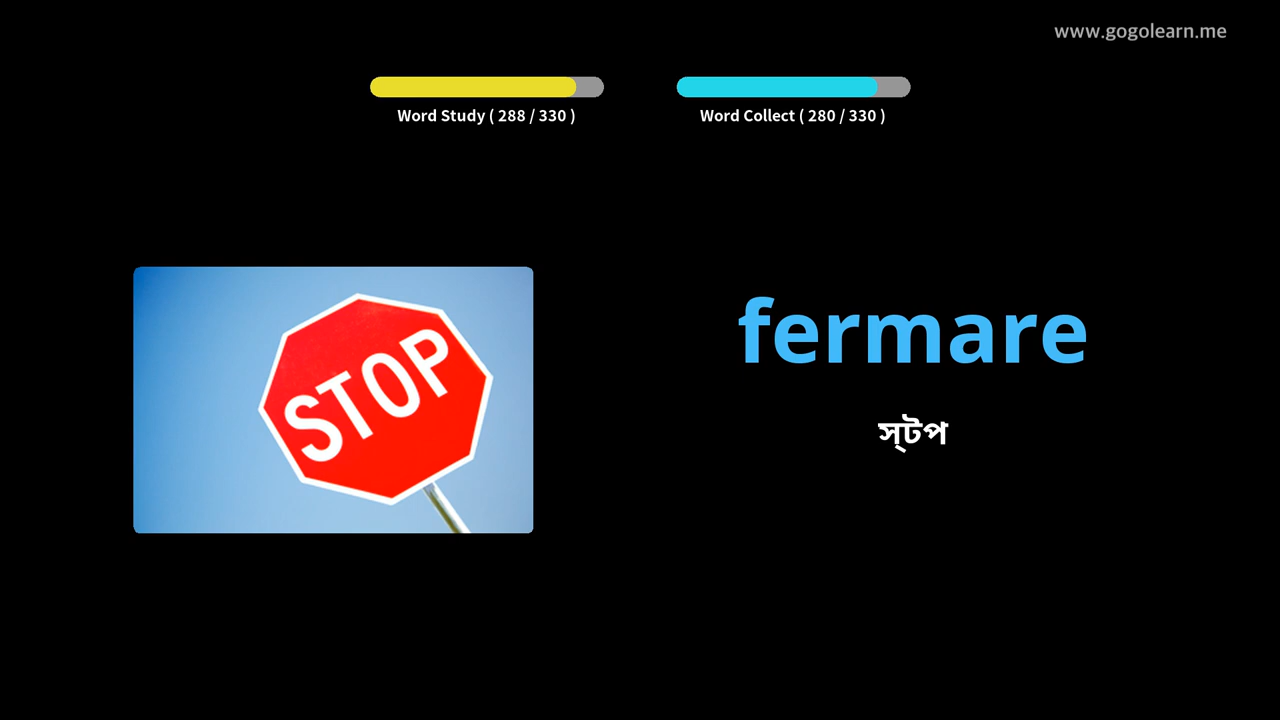 www.gogolearn.me
Word Study ( 288 / 330 )
Word Collect ( 280 / 330 )
STOP
fermare
স্টপ